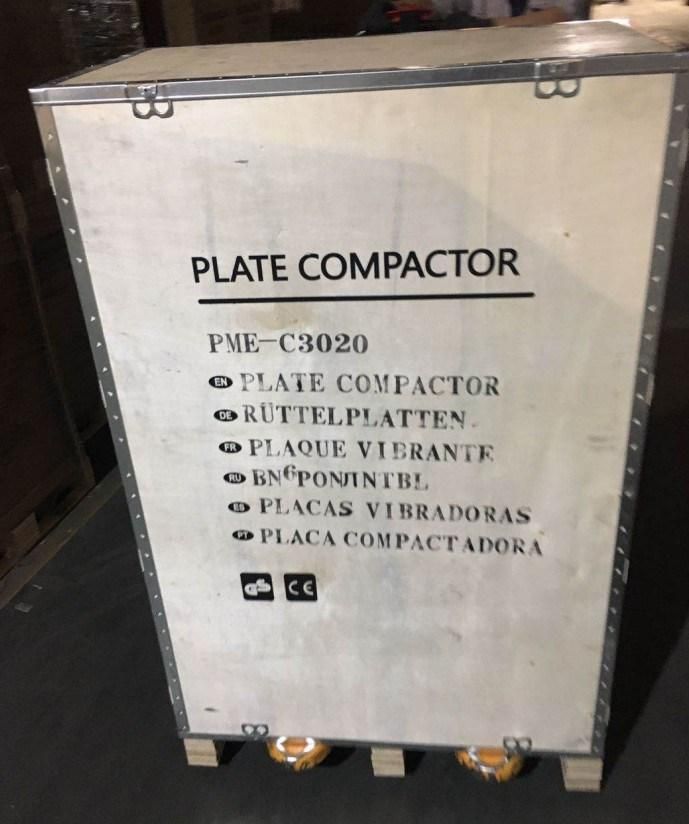 PLATE COMPACTOR
PME-C3020
EN PLATE COMPACTOR
DE RÜTTELPLATTEN
FR PLAQUE VIBRANTE
RU BN6PONJINTBL
ES PLACAS VIBRADORAS
PT PLACA COMPACTADORA
CE